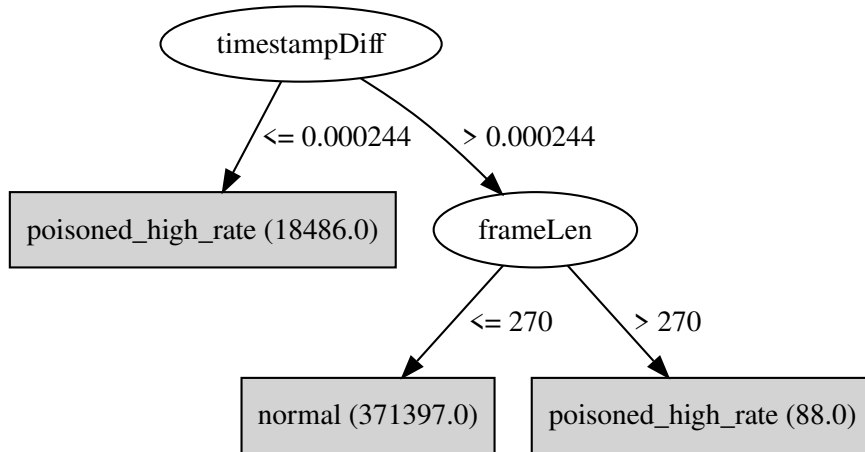 timestampDiff
<= 0.000244
> 0.000244
poisoned_high_rate (18486.0)
frameLen
<= 270
> 270
normal (371397.0)
poisoned_high_rate (88.0)